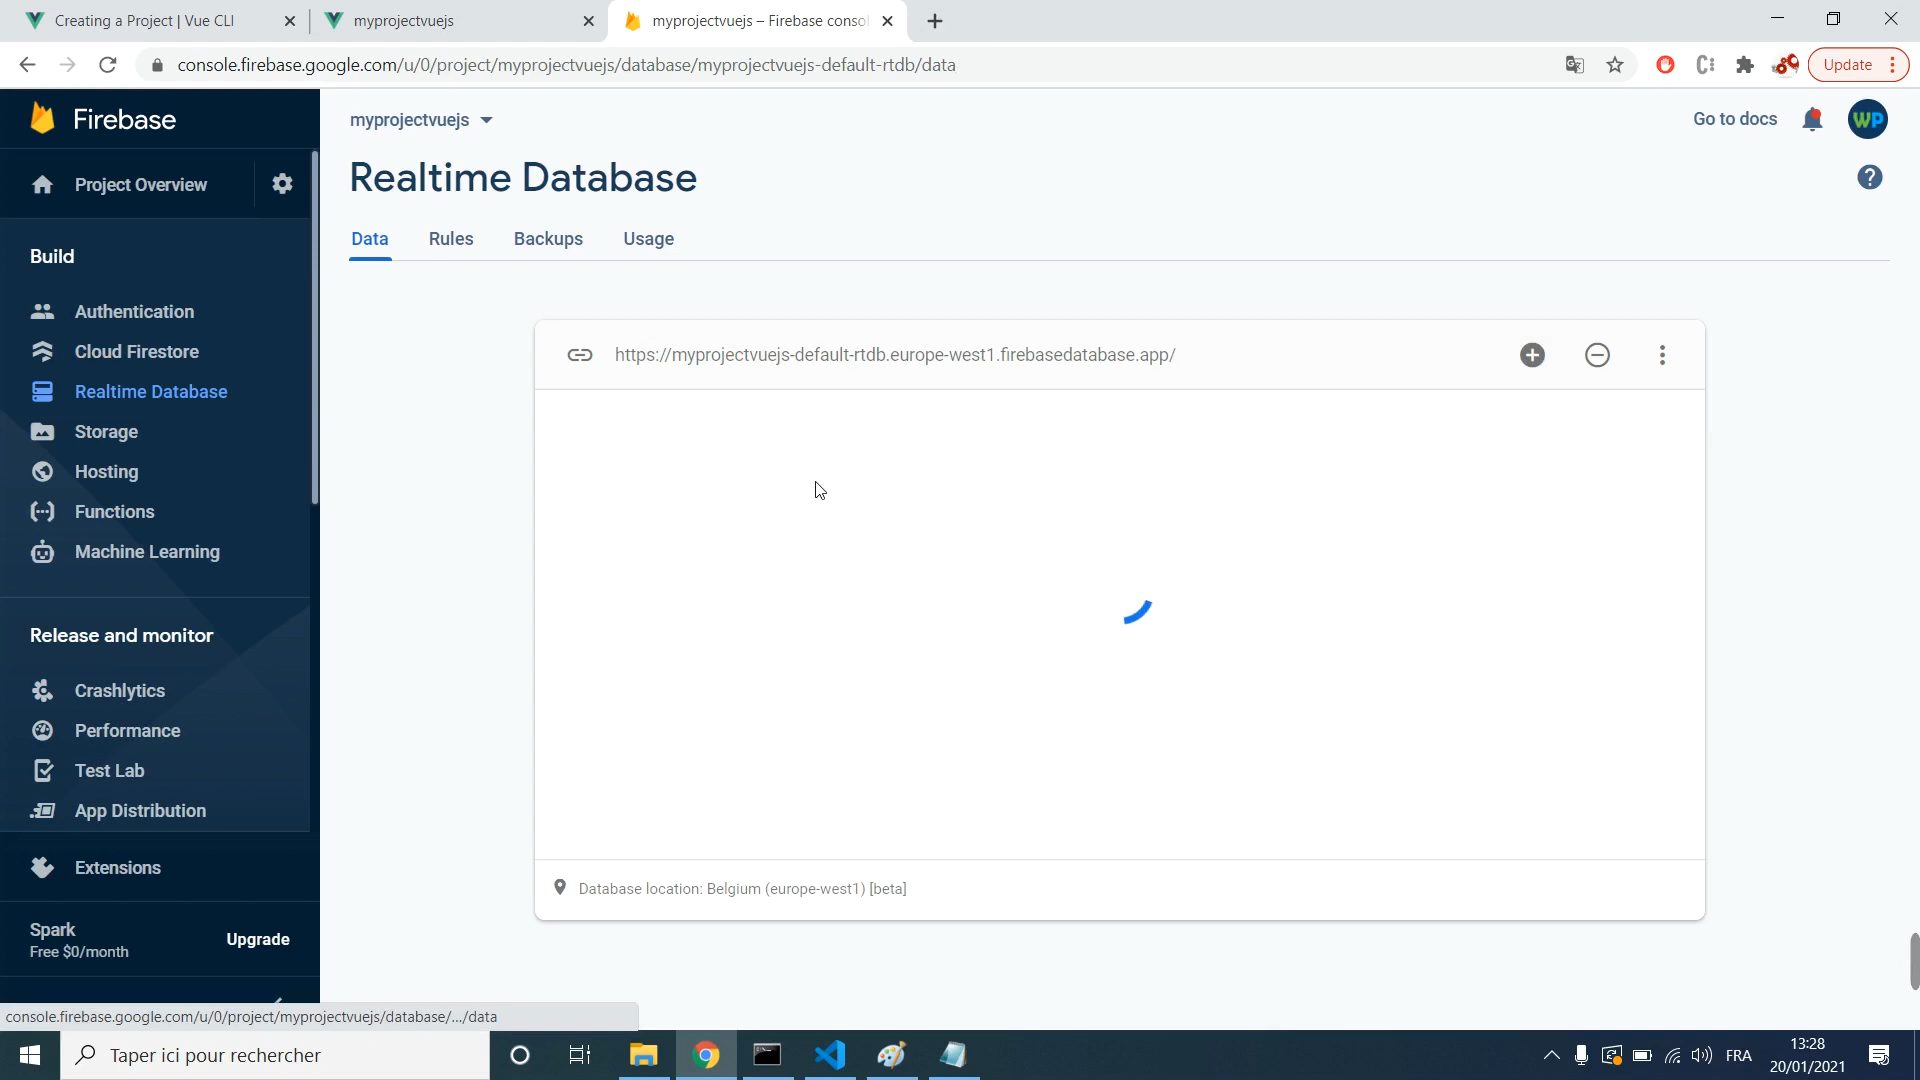 Creating a Project | Vue CLI
myprojectvuejs
myprojectvuejs – Firebase conso
console.firebase.google.com/u/0/project/myprojectvuejs/database/myprojectvuejs-default-rtdb/data
Update
Firebase
myprojectvuejs
Go to docs
WP
Project Overview
Realtime Database
Data
Rules
Backups
Usage
Build
Authentication
Cloud Firestore
Realtime Database
Storage
Hosting
Functions
Machine Learning
https://myprojectvuejs-default-rtdb.europe-west1.firebasedatabase.app/
Release and monitor
Crashlytics
Performance
Test Lab
App Distribution
Extensions
Database location: Belgium (europe-west1) [beta]
Spark
Free $0/month
Upgrade
console.firebase.google.com/u/0/project/myprojectvuejs/database/.../data
Taper ici pour rechercher
FRA
13:28
20/01/2021